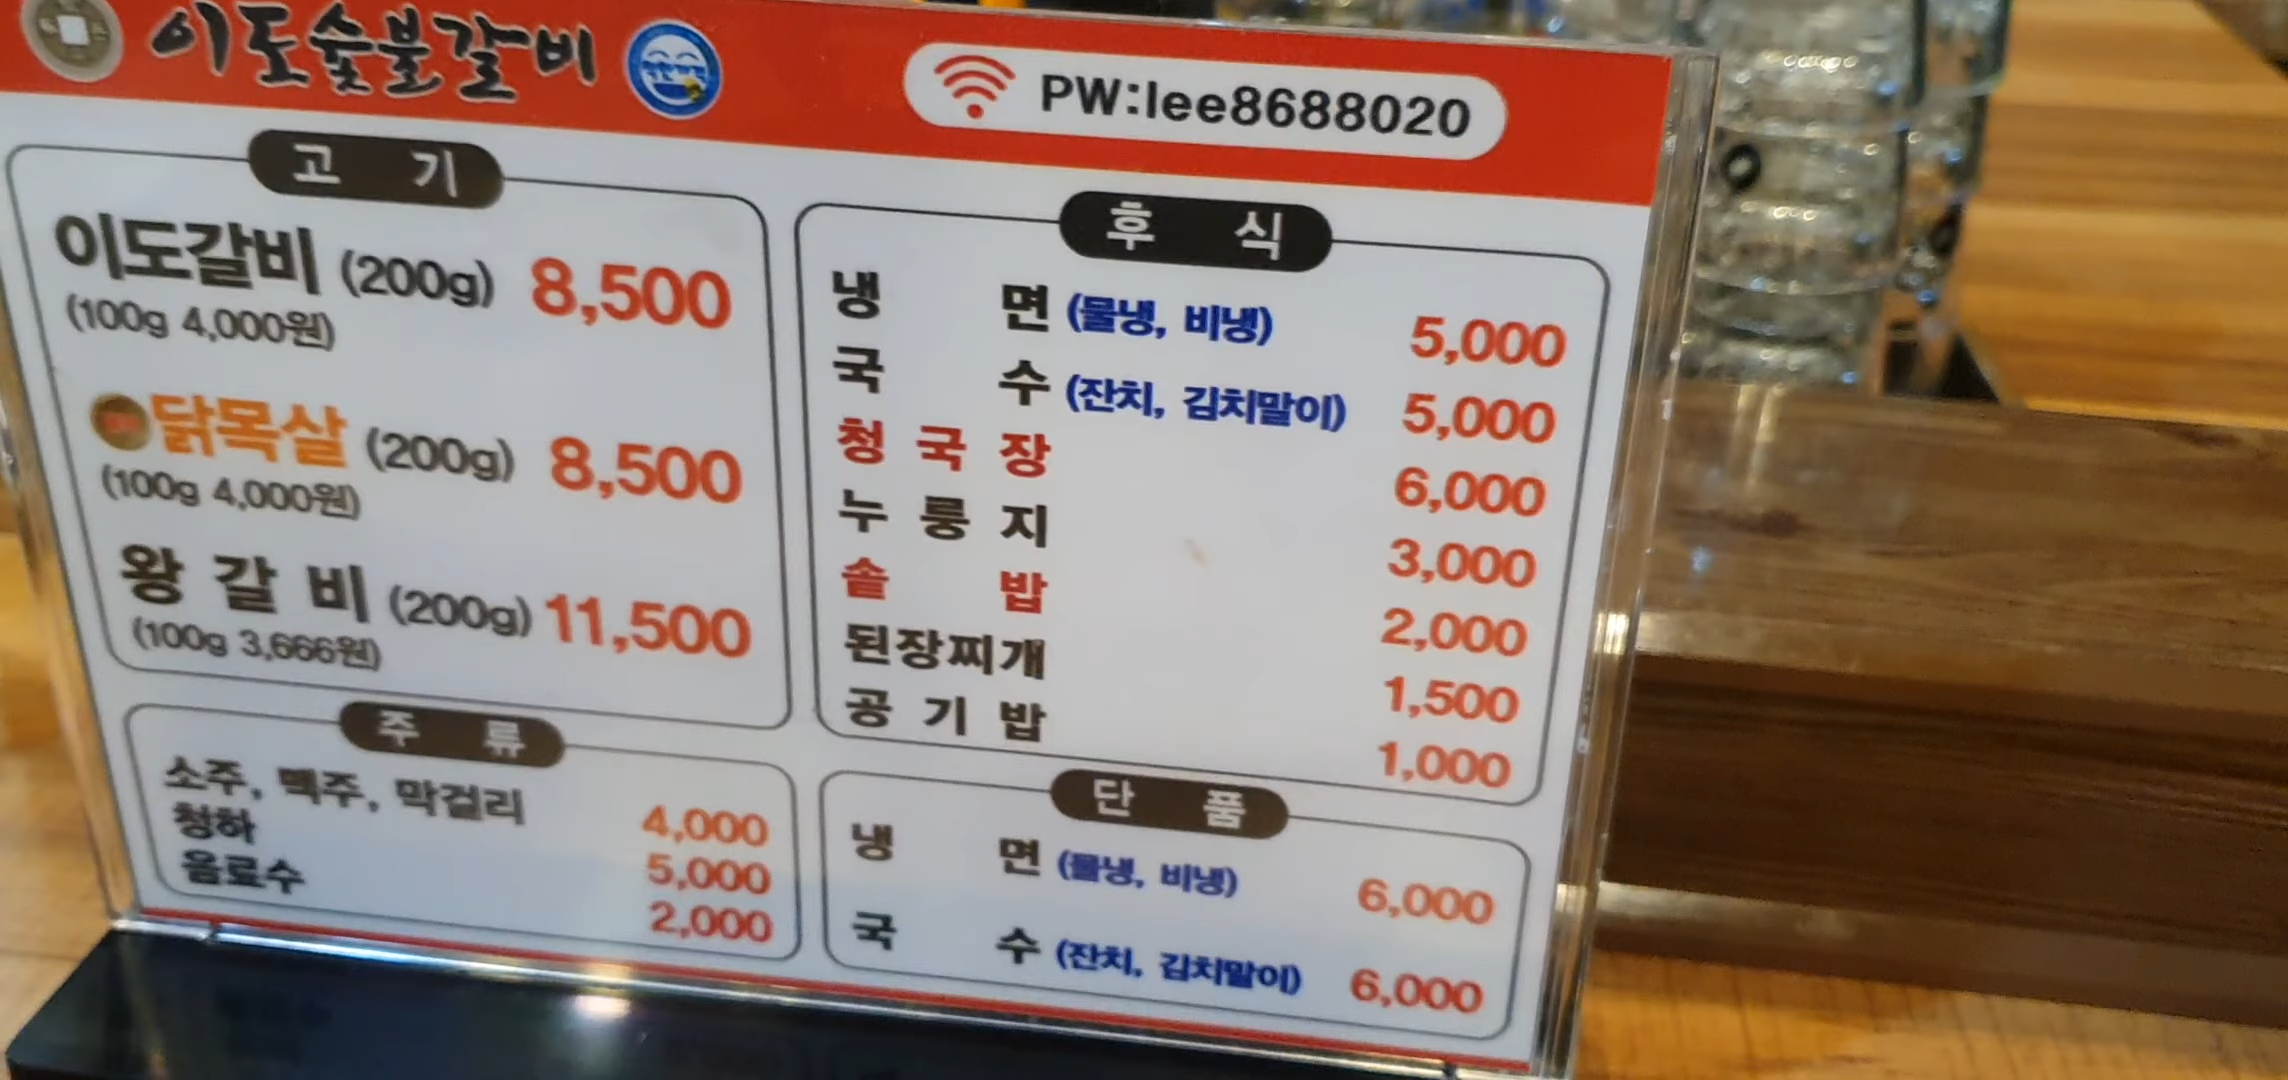 이도숯불갈비
PW:lee8688020
고 기
이도갈비 (200g) 8,500
(100g 4,000원)
닭목살 (200g) 8,500
(100g 4,000원)
왕 갈 비 (200g) 11,500
(100g 3,666원)
주 류
소주, 맥주, 막걸리 4,000
청하 5,000
음료수 2,000
후 식
냉 면 (물냉, 비냉) 5,000
국 수 (잔치, 김치말이) 5,000
청 국 장 6,000
누 룽 지 3,000
솥 밥 2,000
된장찌개 1,500
공 기 밥 1,000
단 품
냉 면 (물냉, 비냉) 6,000
국 수 (잔치, 김치말이) 6,000